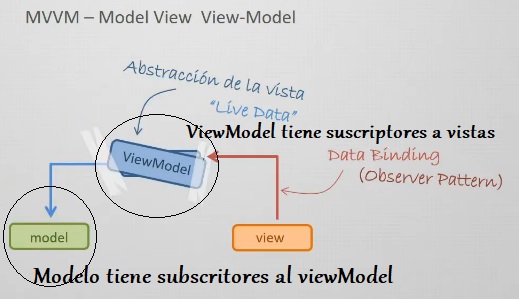 MVVM – Model View View-Model
Abstracción de la vista
"Live Data"
ViewModel tiene suscriptores a vistas
ViewModel
Data Binding
(Observer Pattern)
model
view
Modelo tiene subscritores al viewModel